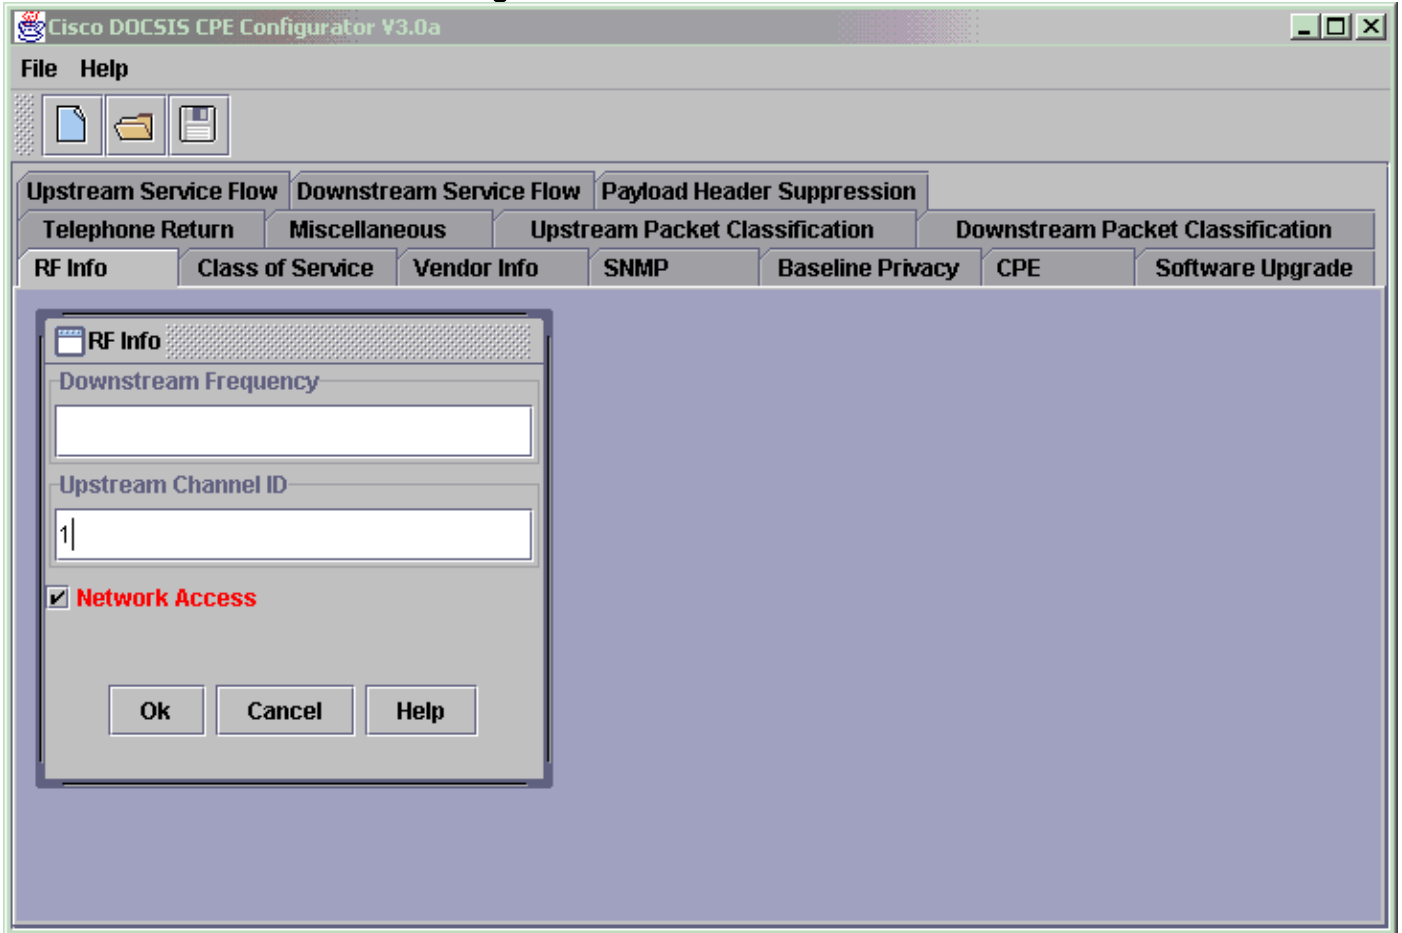 Cisco DOCSIS CPE Configurator V3.0a
File Help
Upstream Service Flow Downstream Service Flow Payload Header Suppression
Telephone Return Miscellaneous Upstream Packet Classification Downstream Packet Classification
RF Info Class of Service Vendor Info SNMP Baseline Privacy CPE Software Upgrade
RF Info
Downstream Frequency
Upstream Channel ID
1
Network Access
Ok Cancel Help